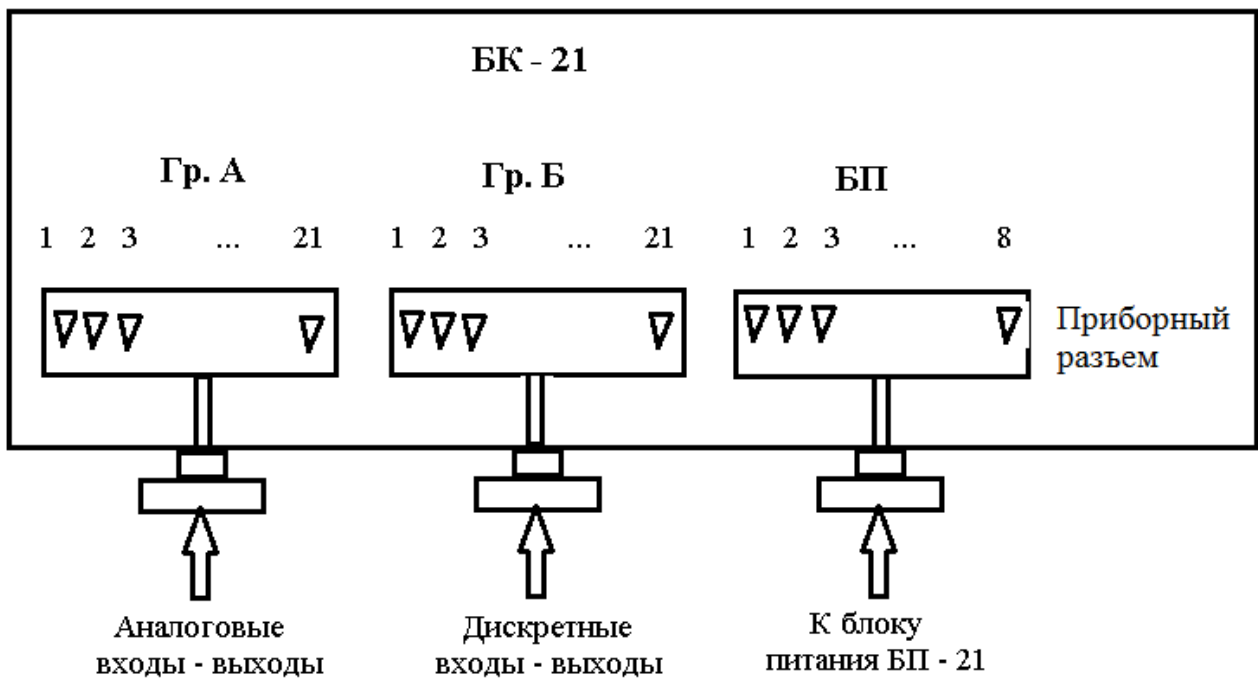 БК - 21
Гр. А Гр. Б БП
1 2 3 ... 21 1 2 3 ... 21 1 2 3 ... 8
Приборный
разъем
Аналоговые
входы - выходы
Дискретные
входы - выходы
К блоку
питания БП - 21